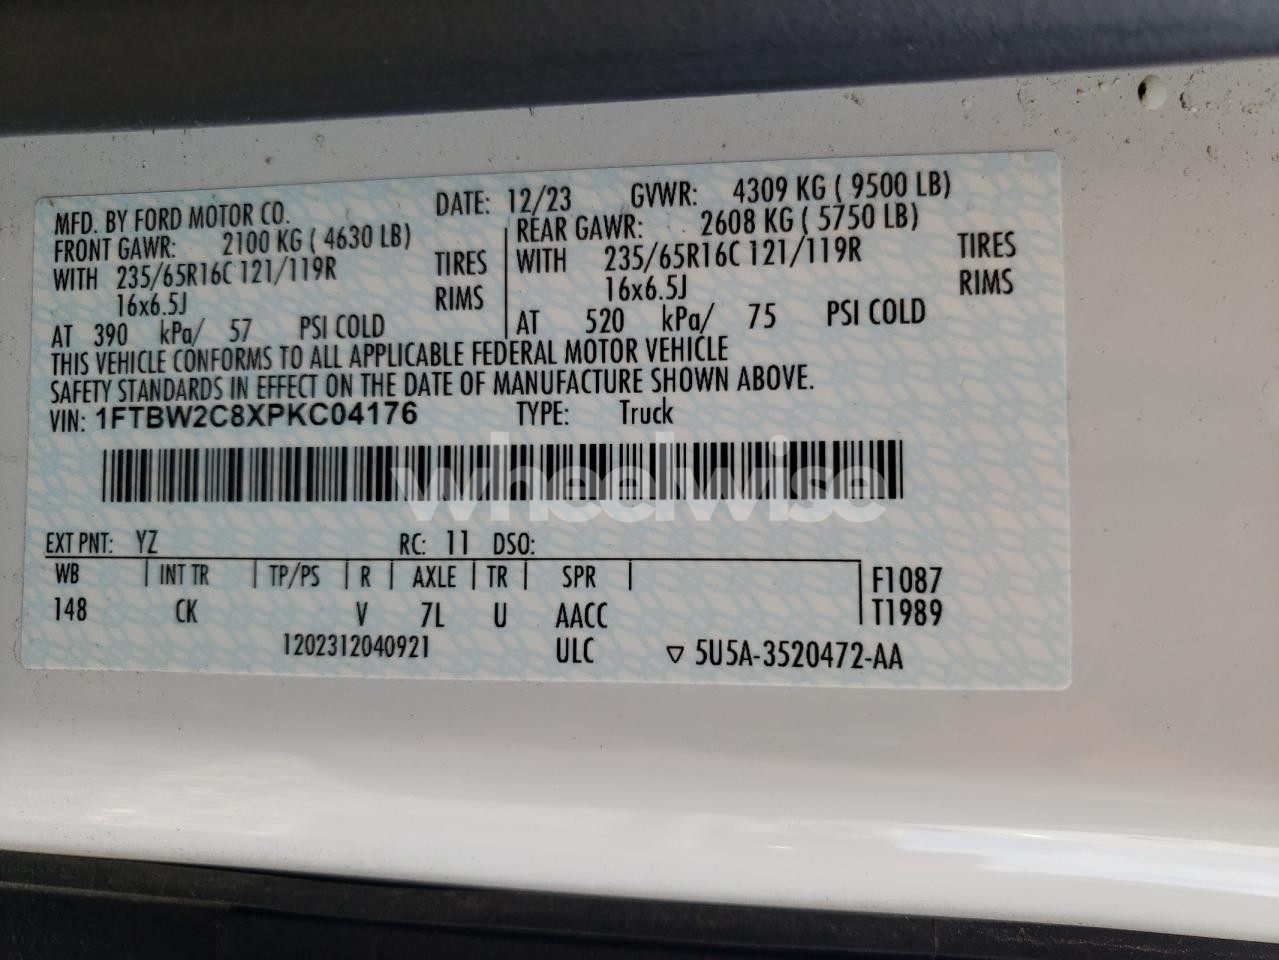 MFD. BY FORD MOTOR CO. DATE: 12/23 GVWR: 4309 KG ( 9500 LB)
FRONT GAWR: 2100 KG ( 4630 LB) REAR GAWR: 2608 KG ( 5750 LB)
WITH 235/65R16C 121/119R TIRES WITH 235/65R16C 121/119R TIRES
16x6.5J RIMS 16x6.5J RIMS
AT 390 kPa/ 57 PSI COLD AT 520 kPa/ 75 PSI COLD
THIS VEHICLE CONFORMS TO ALL APPLICABLE FEDERAL MOTOR VEHICLE
SAFETY STANDARDS IN EFFECT ON THE DATE OF MANUFACTURE SHOWN ABOVE.
VIN: 1FTBW2C8XPKC04176 TYPE: Truck
wheelwise
EXT PNT: YZ RC: 11 DSO:
WB INT TR TP/PS R AXLE TR SPR F1087
148 CK V 7L U AACC T1989
1202312040921 ULC ▽ 5U5A-3520472-AA